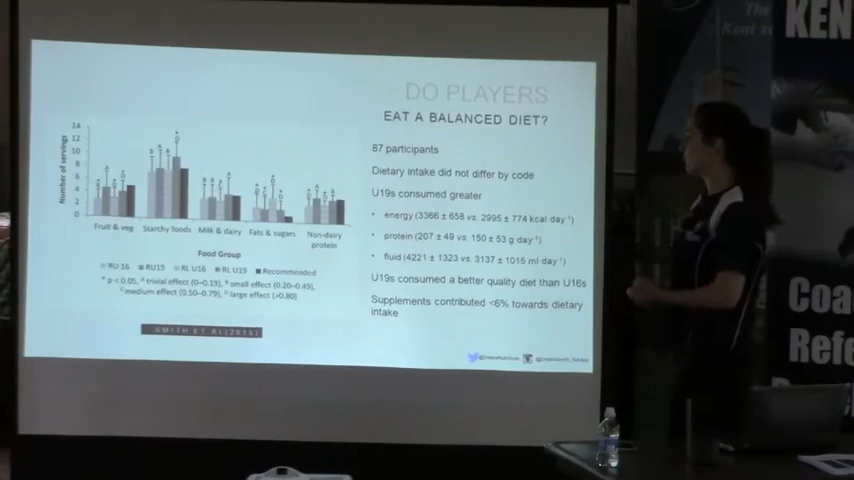 DO PLAYERS
EAT A BALANCED DIET?
87 participants
Dietary intake did not differ by code
U19s consumed greater
• energy (3366 ± 658 vs. 2995 ± 774 kcal·day⁻¹)
• protein (207 ± 49 vs. 150 ± 53 g·day⁻¹)
• fluid (4221 ± 1323 vs. 3137 ± 1015 ml·day⁻¹)
U19s consumed a better quality diet than U16s
Supplements contributed <6% towards dietary
intake
Number of servings
14
12
10
8
6
4
2
0
Fruit & veg Starchy foods Milk & dairy Fats & sugars Non-dairy
protein
Food Group
RU 16 RU19 RL U16 RL U19 Recommended
* p < 0.05, ᵃ trivial effect (0–0.19), ᵇ small effect (0.20–0.49),
ᶜ medium effect (0.50–0.79), ᵈ large effect (>0.80)
SMITH ET AL (2015)
The
Kent
KEN
Coa
Refer